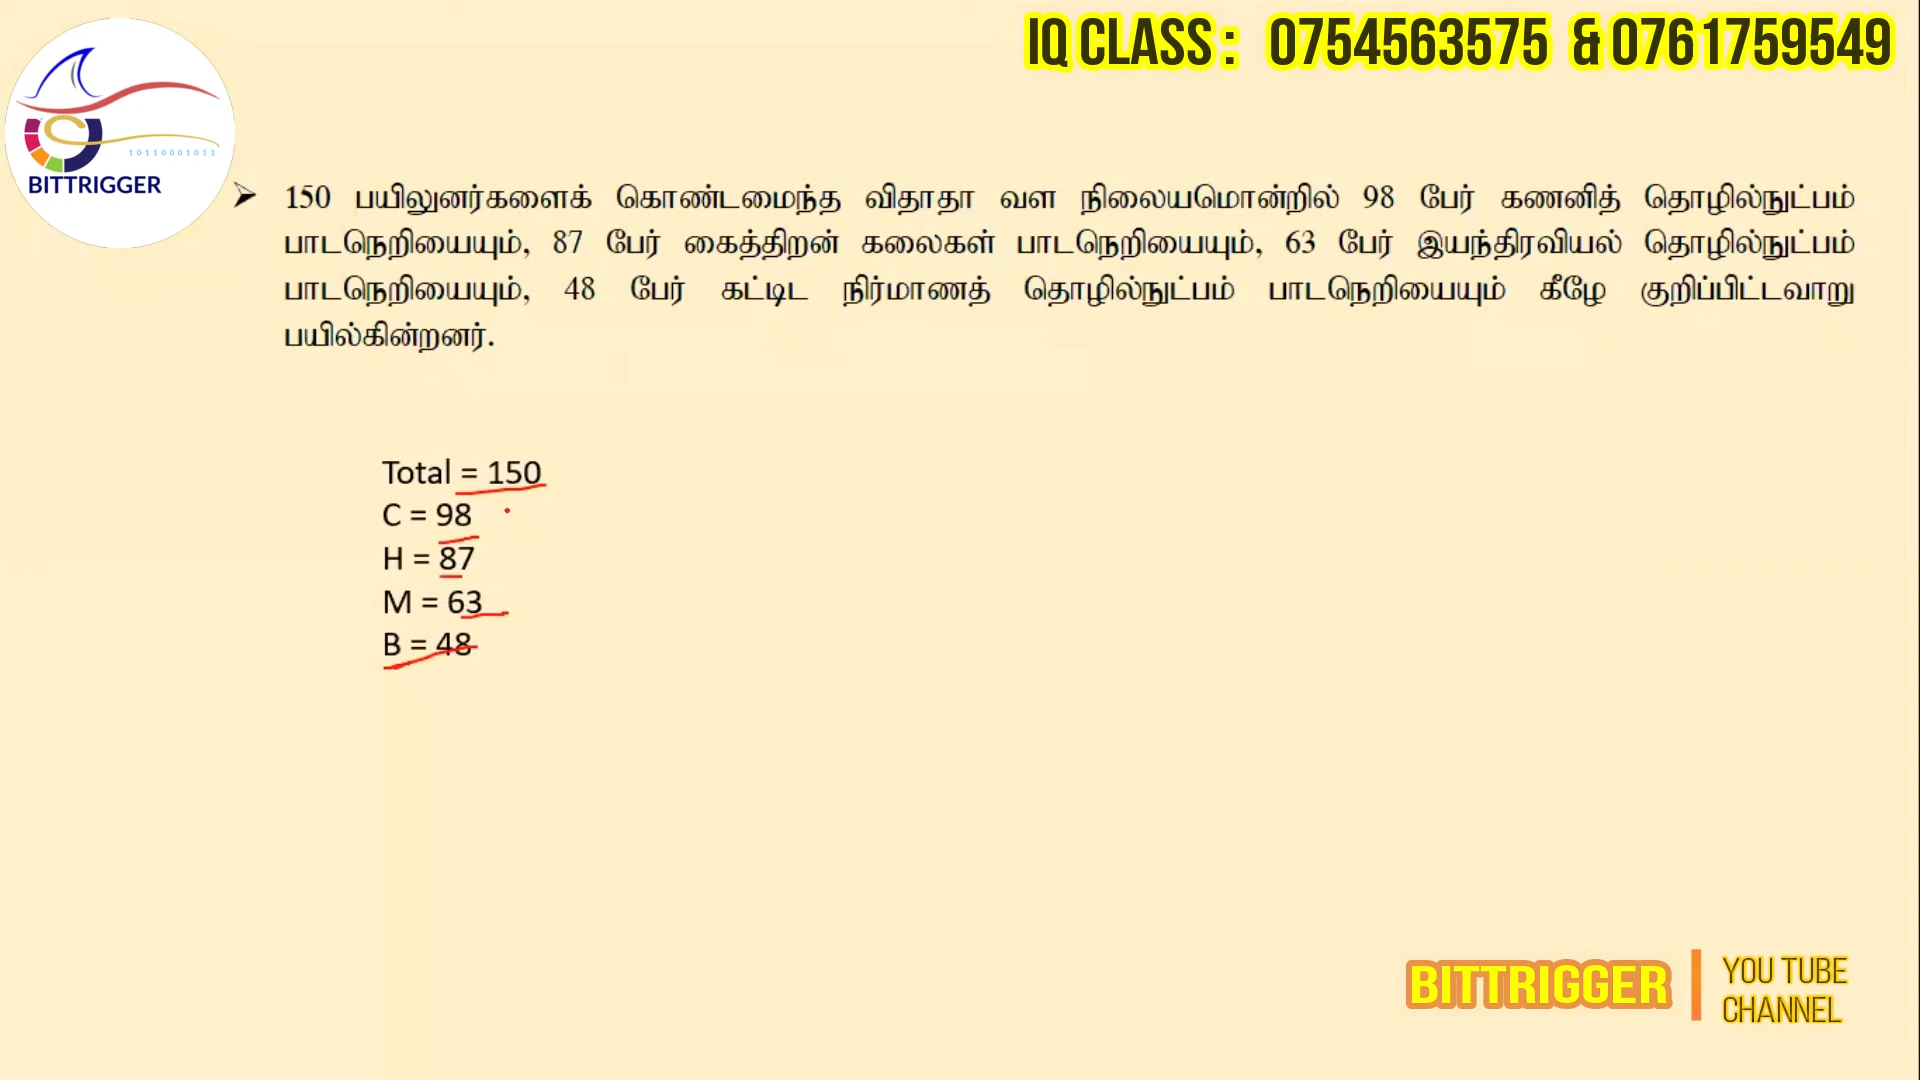 IQ CLASS : 0754563575 & 0761759549
10110001011
BITTRIGGER
➢ 150 பயிலுனர்களைக் கொண்டமைந்த விதாதா வள நிலையமொன்றில் 98 பேர் கணனித் தொழில்நுட்பம்
பாடநெறியையும், 87 பேர் கைத்திறன் கலைகள் பாடநெறியையும், 63 பேர் இயந்திரவியல் தொழில்நுட்பம்
பாடநெறியையும், 48 பேர் கட்டிட நிர்மாணத் தொழில்நுட்பம் பாடநெறியையும் கீழே குறிப்பிட்டவாறு
பயில்கின்றனர்.
Total = 150
C = 98
H = 87
M = 63
B = 48
BITTRIGGER
YOU TUBE
CHANNEL